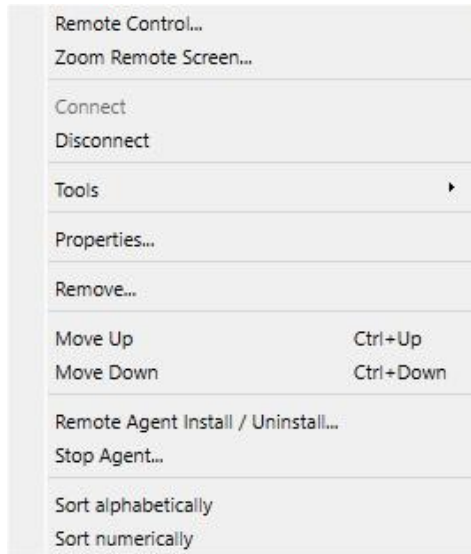 Remote Control...
Zoom Remote Screen...
Connect
Disconnect
Tools
Properties...
Remove...
Move Up Ctrl+Up
Move Down Ctrl+Down
Remote Agent Install / Uninstall...
Stop Agent...
Sort alphabetically
Sort numerically